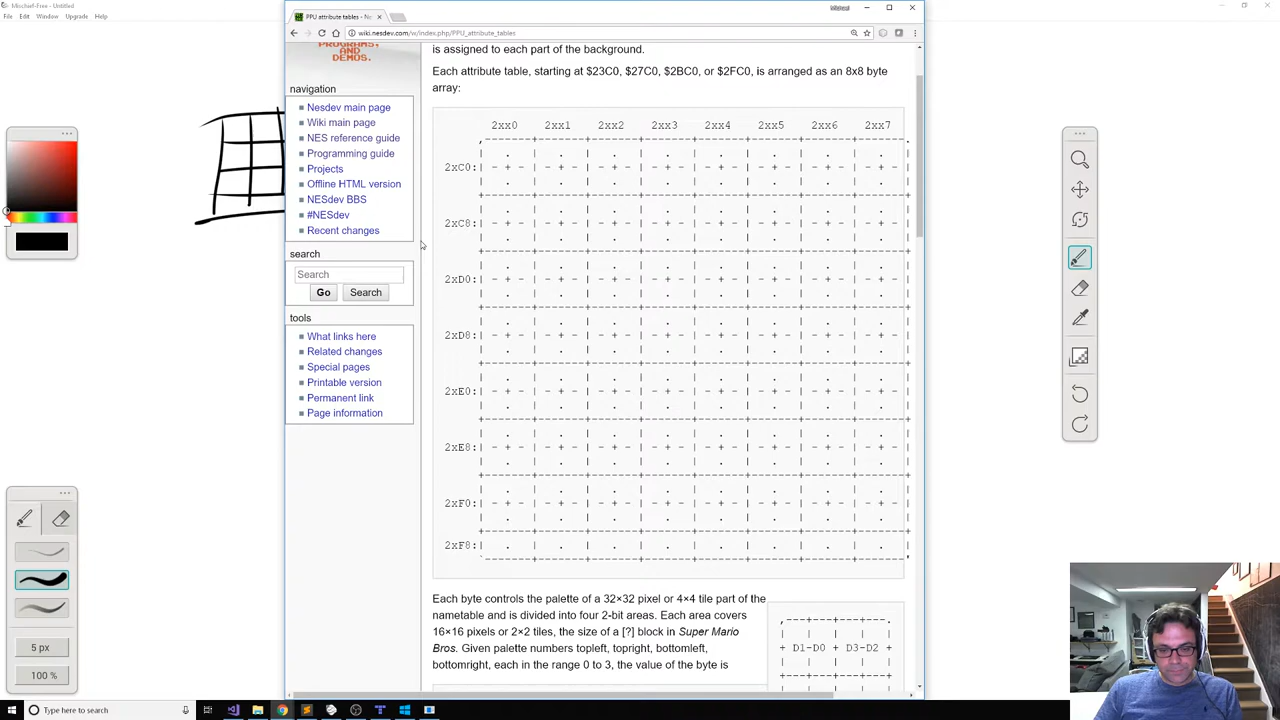 Mischief-Free - Untitled
File Edit Window Upgrade Help
PPU attribute tables - Ne
Michael
wiki.nesdev.com/w/index.php/PPU_attribute_tables
PROGRAMS,
AND
DEMOS.
navigation
Nesdev main page
Wiki main page
NES reference guide
Programming guide
Projects
Offline HTML version
NESdev BBS
#NESdev
Recent changes
search
Search
Go Search
tools
What links here
Related changes
Special pages
Printable version
Permanent link
Page information
is assigned to each part of the background.
Each attribute table, starting at $23C0, $27C0, $2BC0, or $2FC0, is arranged as an 8x8 byte
array:
2xx0 2xx1 2xx2 2xx3 2xx4 2xx5 2xx6 2xx7
2xC0:
2xC8:
2xD0:
2xD8:
2xE0:
2xE8:
2xF0:
2xF8:
Each byte controls the palette of a 32×32 pixel or 4×4 tile part of the
nametable and is divided into four 2-bit areas. Each area covers
16×16 pixels or 2×2 tiles, the size of a [?] block in Super Mario
Bros. Given palette numbers topleft, topright, bottomleft,
bottomright, each in the range 0 to 3, the value of the byte is
,---+---+---+---.
| | | | |
+ D1-D0 + D3-D2 +
5 px
100 %
Type here to search